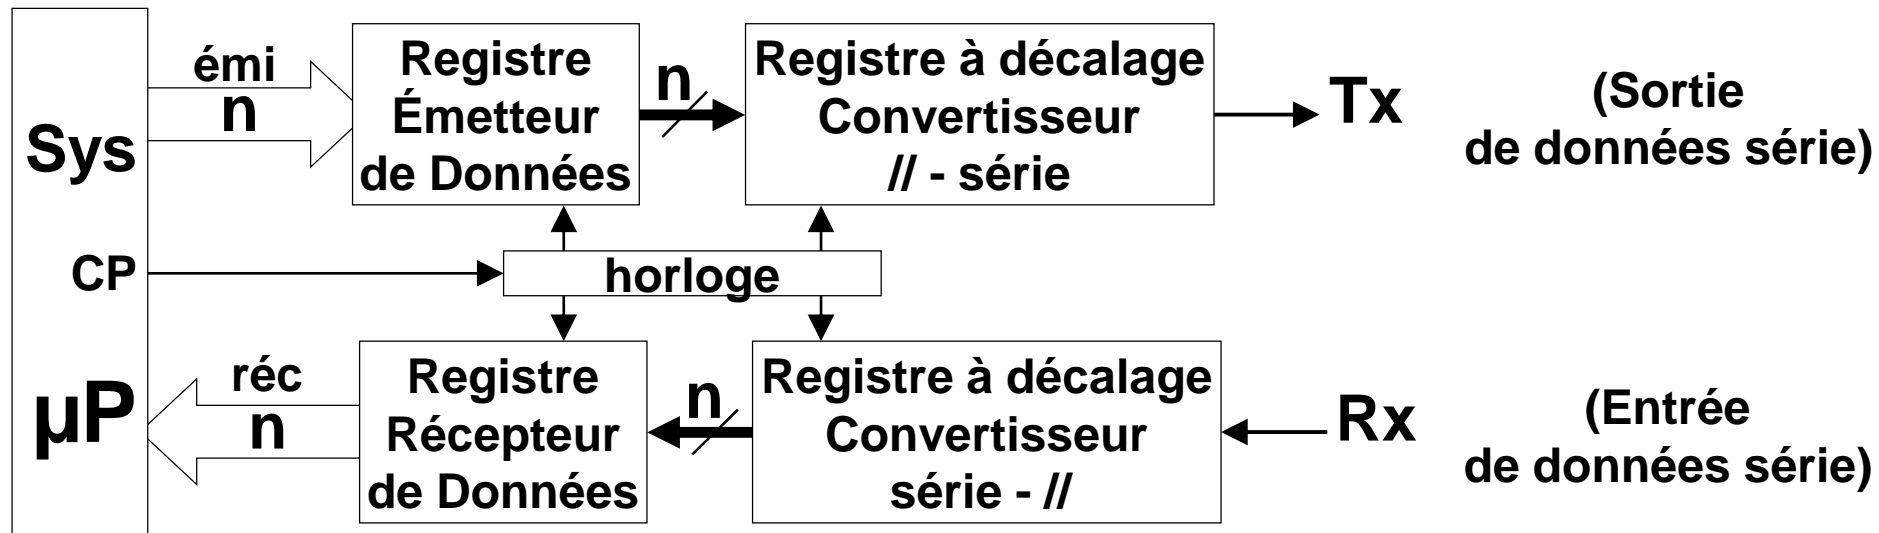 émi
n
Sys
CP
µP
réc
n
Registre
Émetteur
de Données
n
Registre à décalage
Convertisseur
// - série
Tx
(Sortie
de données série)
horloge
Registre
Récepteur
de Données
n
Registre à décalage
Convertisseur
série - //
Rx
(Entrée
de données série)